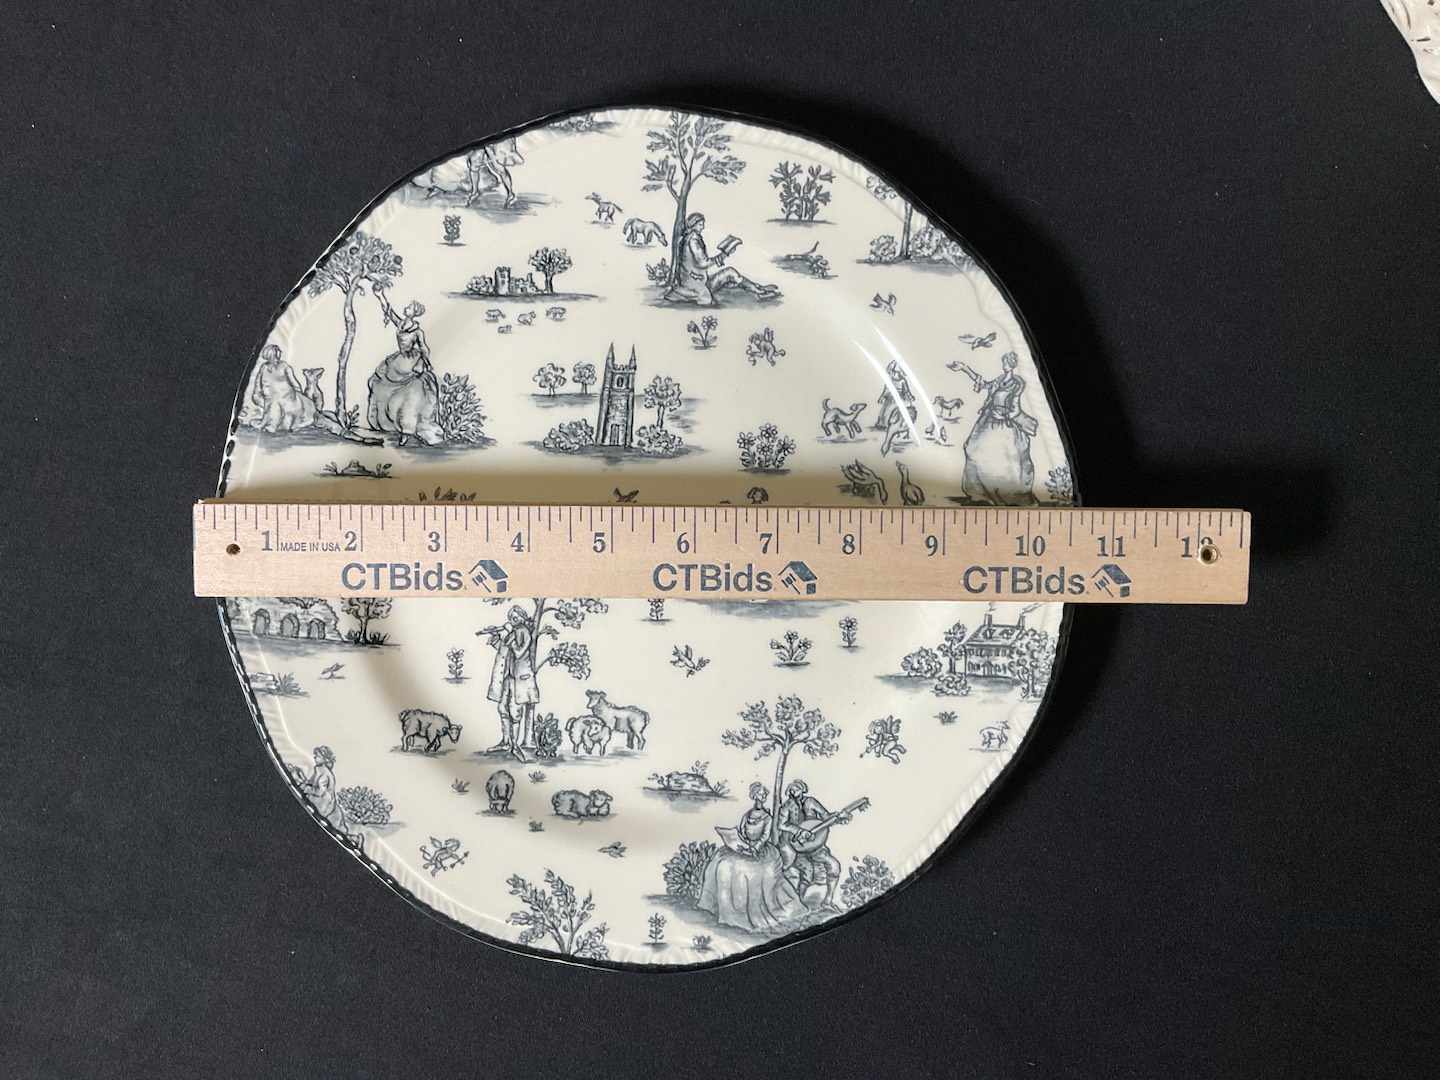 1 MADE IN USA 2 3 4 5 6 7 8 9 10 11 12
CTBids. CTBids. CTBids.